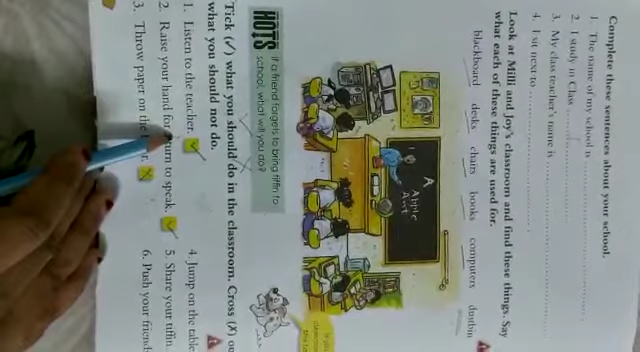 Complete these sentences about your school.
1. The name of my school is
2. I study in Class
3. My class teacher's name is
4. I sit next to
Look at Milli and Joy's classroom and find these things. Say
what each of these things are used for.
blackboard desks chairs books computers dustbin
A
Apple
Ant
HOTS
If a friend forgets to bring tiffin to
school, what will you do?
Tick (✓) what you should do in the classroom. Cross (✗)
what you should not do.
1. Listen to the teacher. ✓
2. Raise your hand for turn to speak. ✓
3. Throw paper on the ✗
4. Jump on the table
5. Share your tiffin.
6. Push your friend